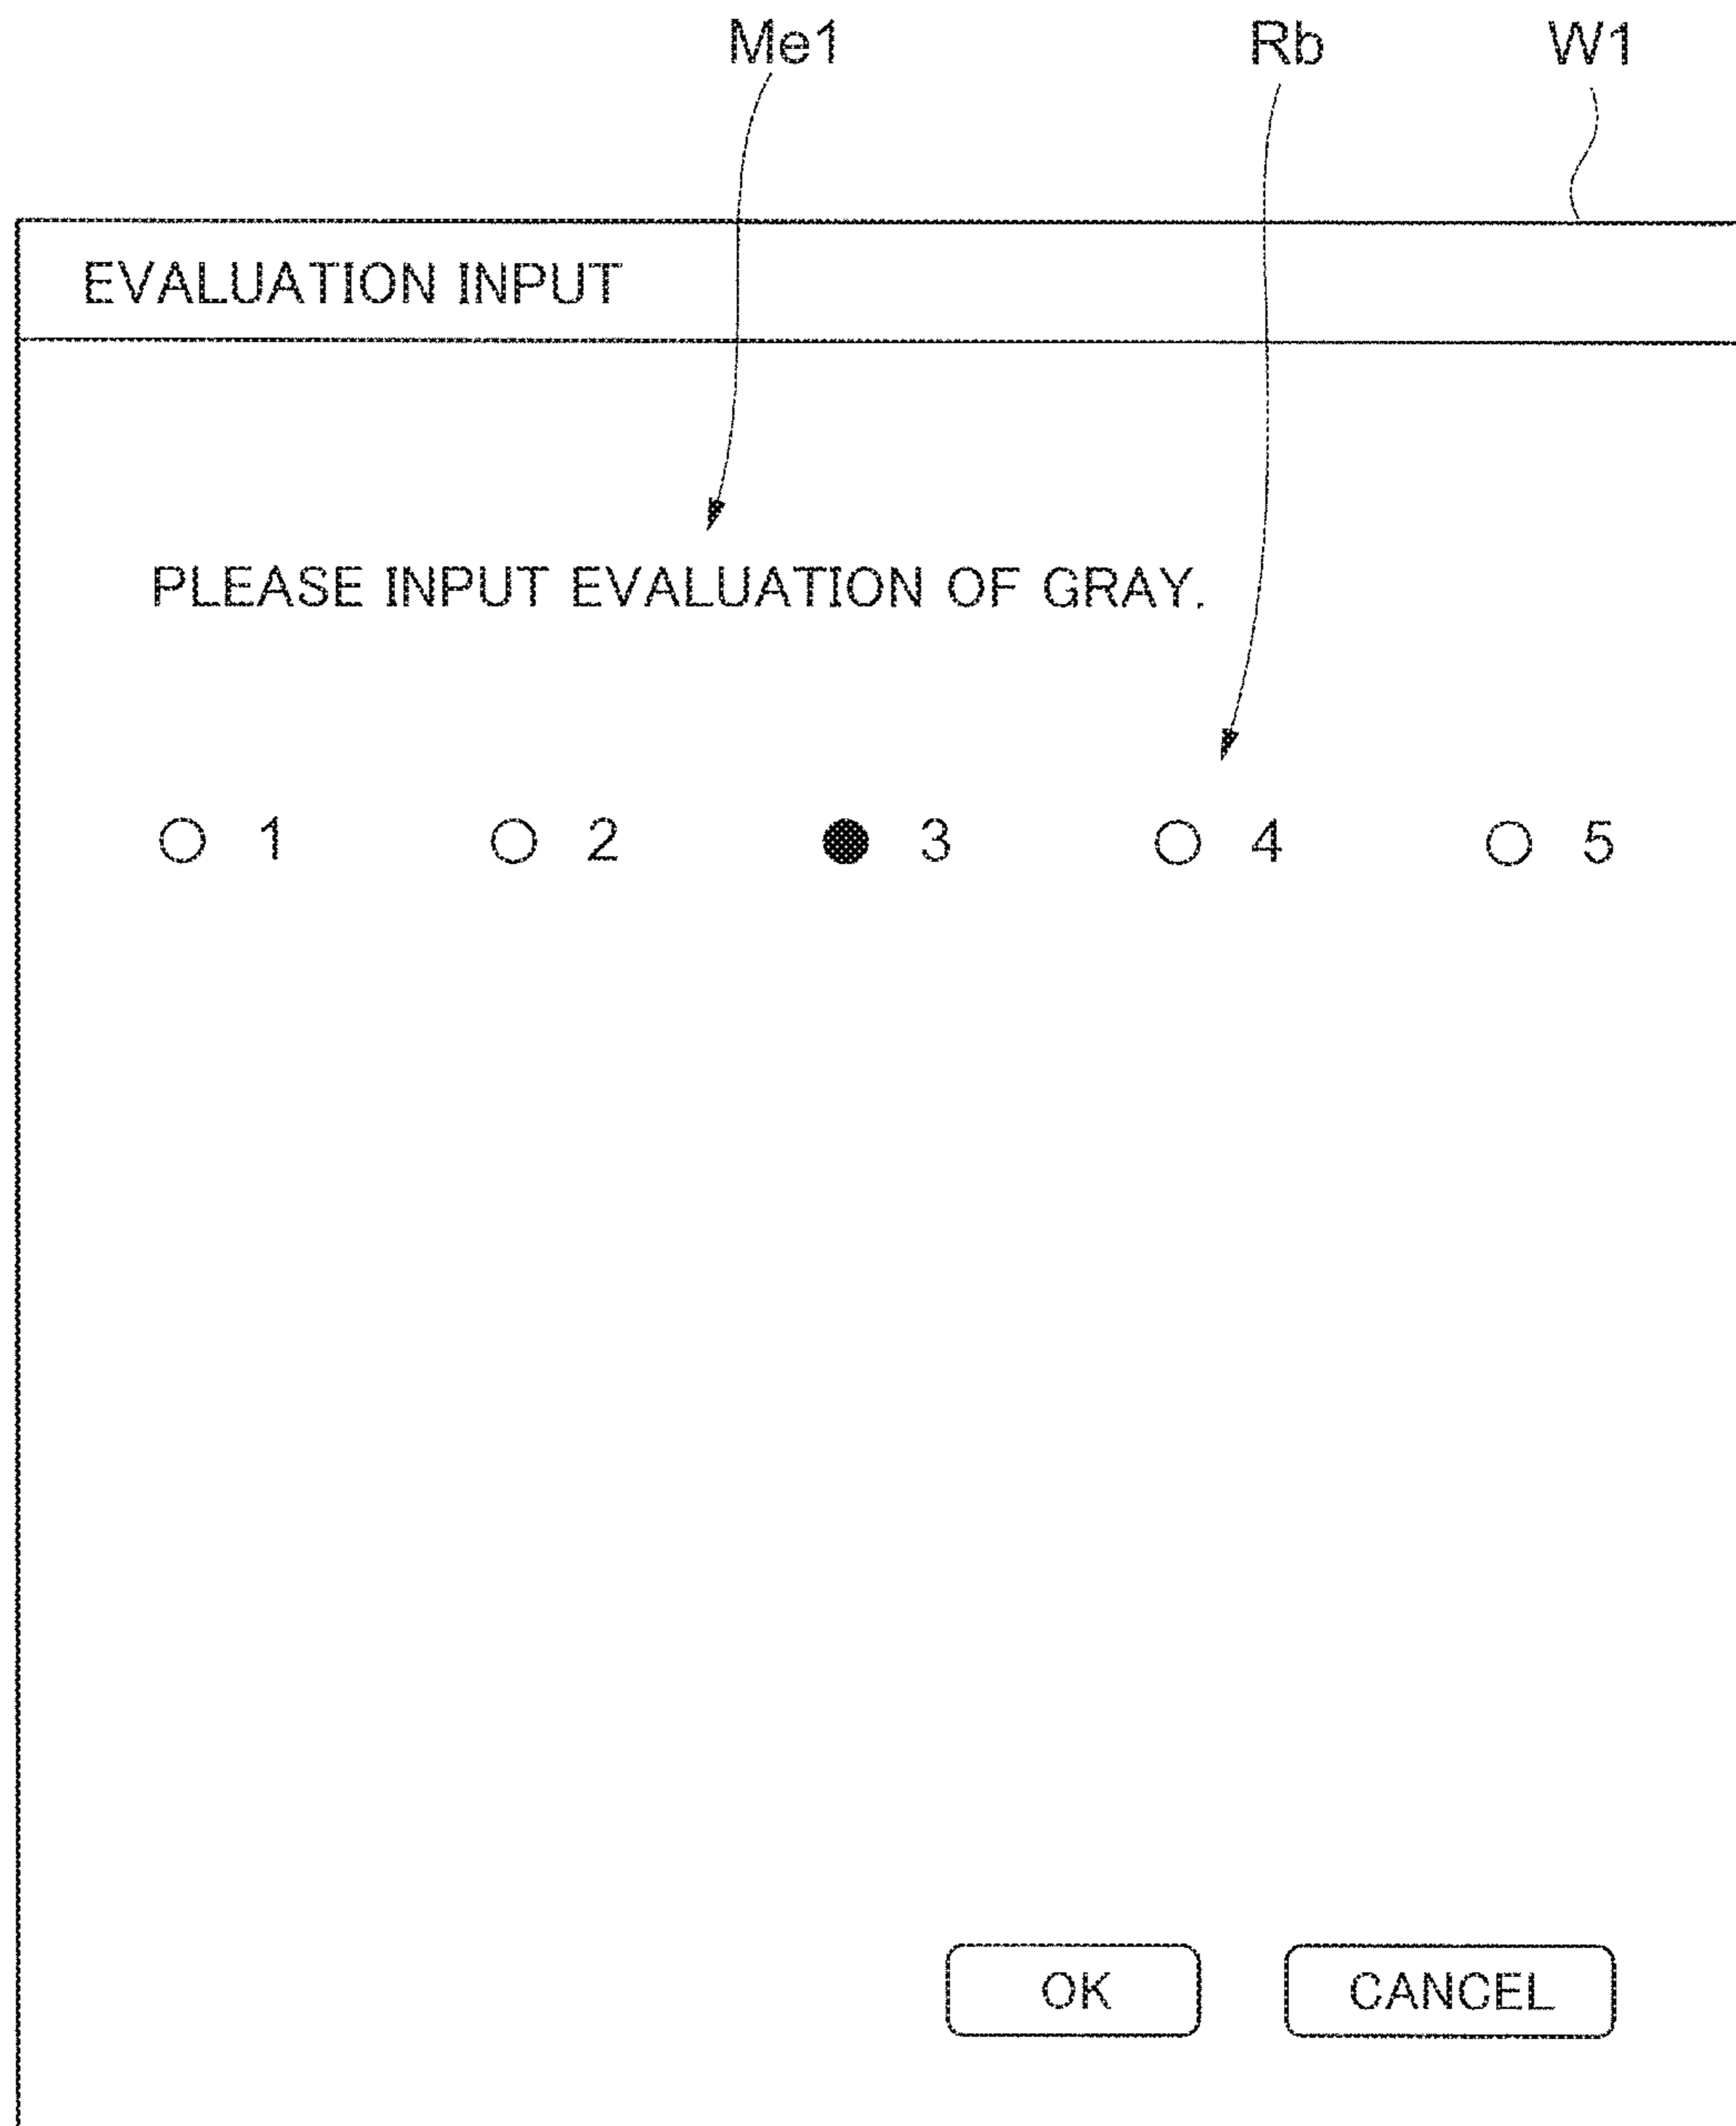 Me1 Rb W1
EVALUATION INPUT
PLEASE INPUT EVALUATION OF GRAY.
1 2 3 4 5
OK CANCEL